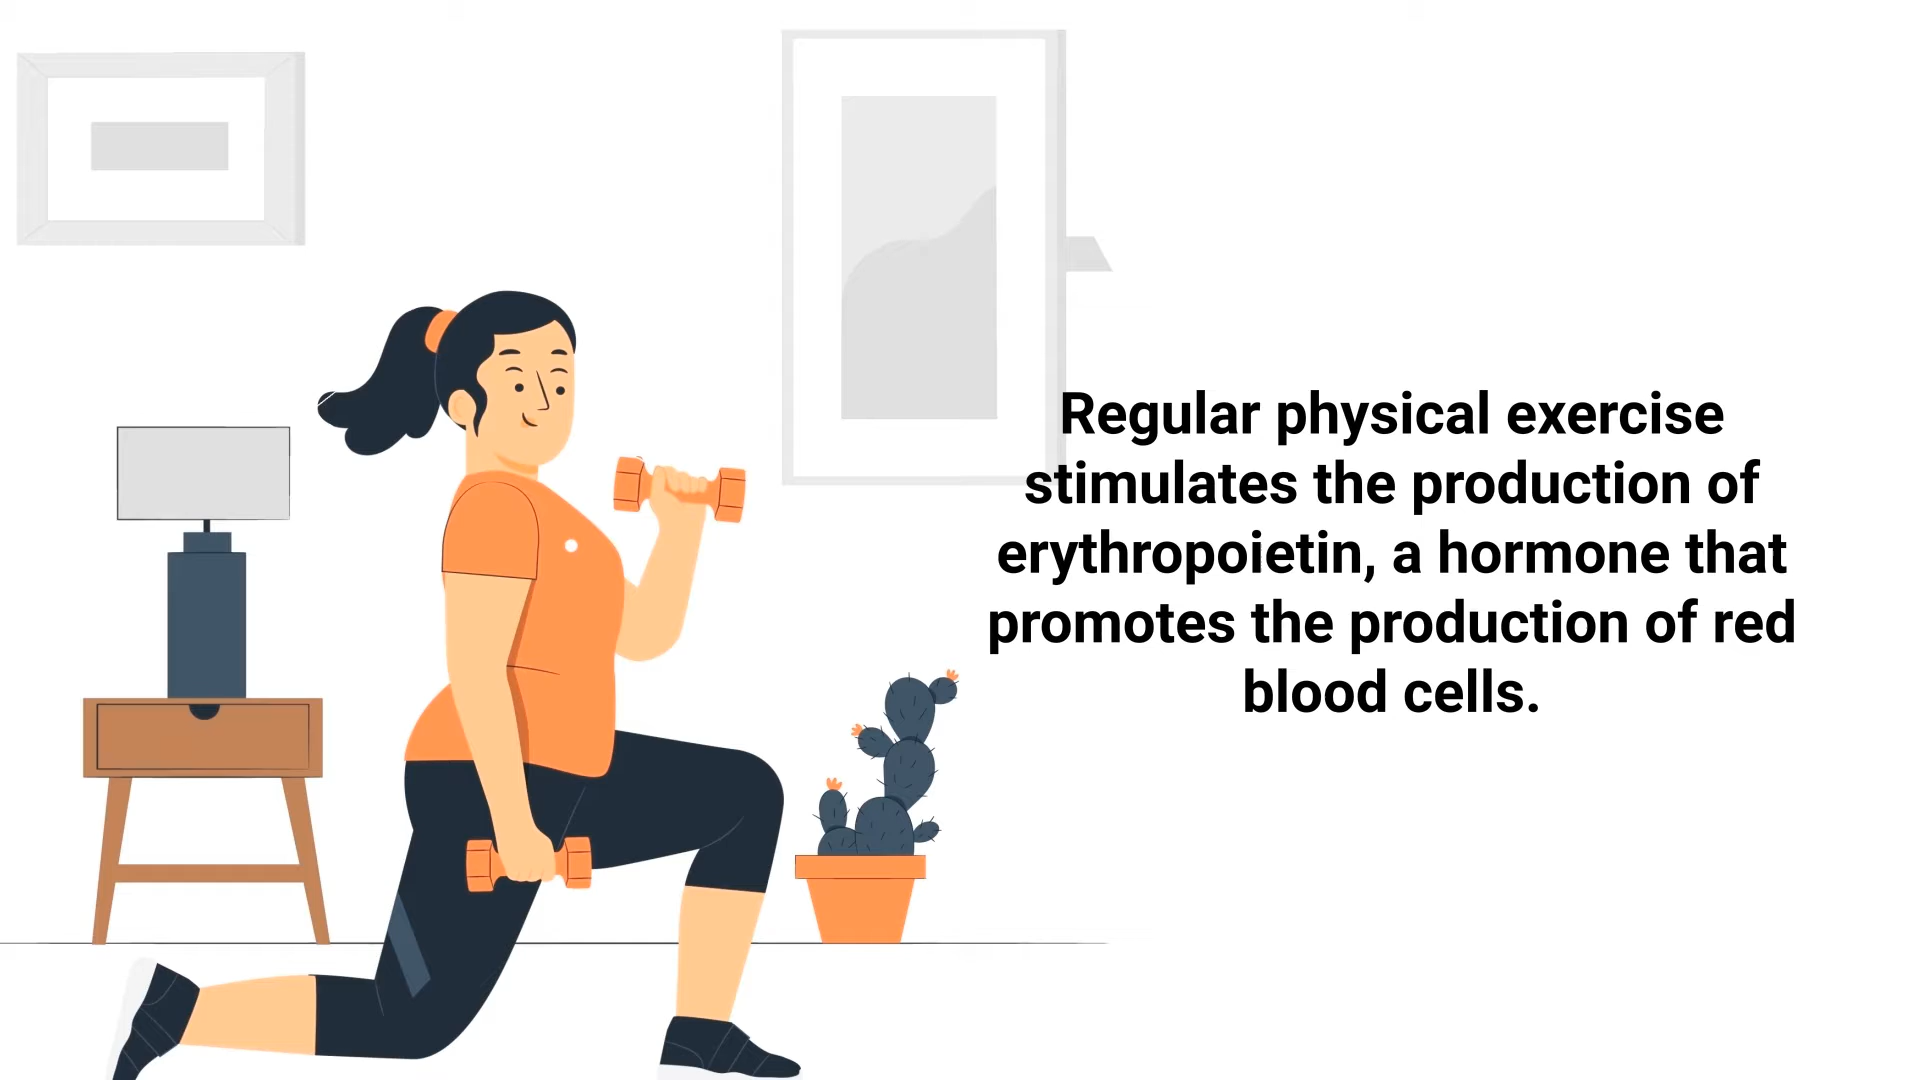 Regular physical exercise
stimulates the production of
erythropoietin, a hormone that
promotes the production of red
blood cells.